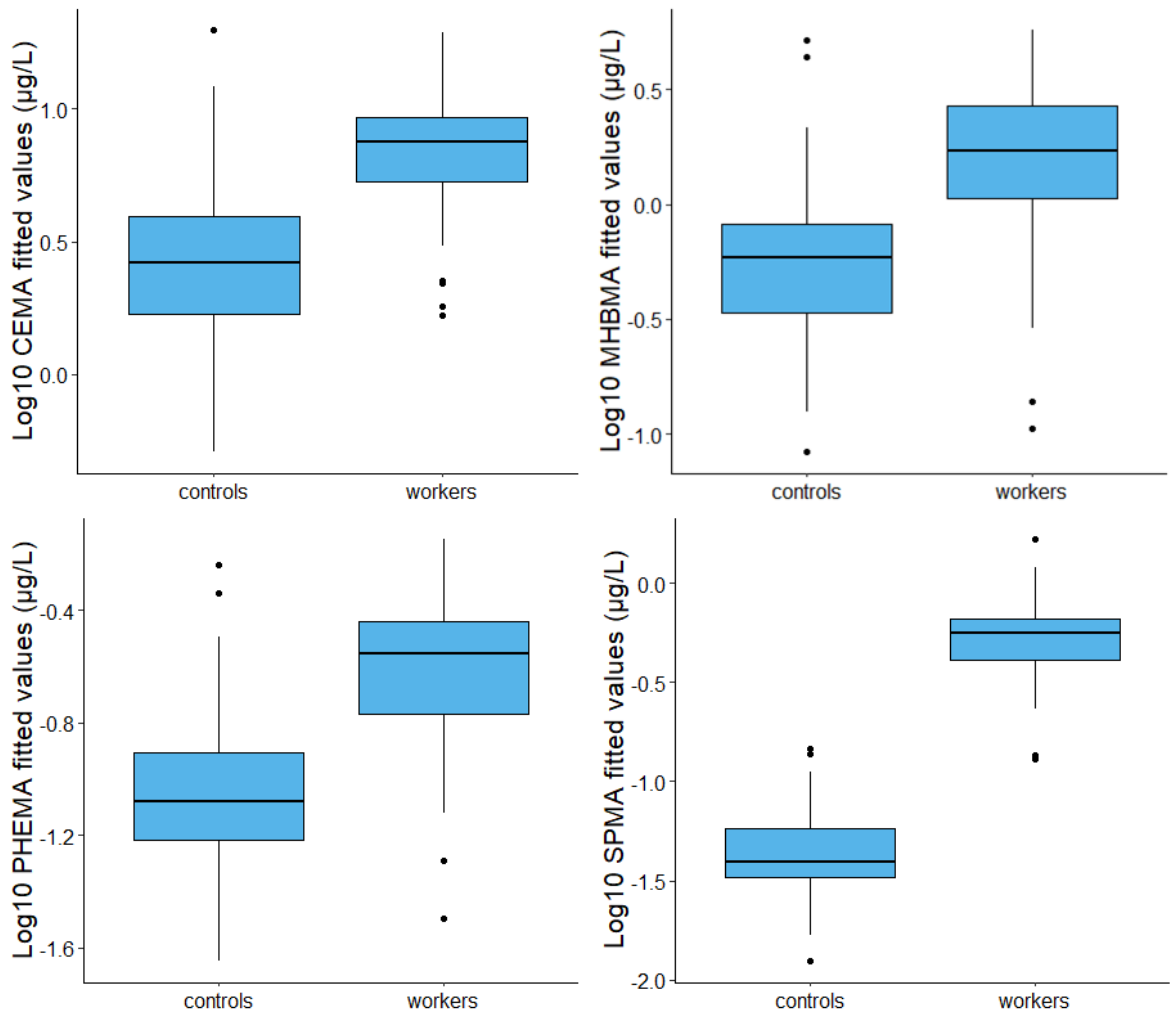 Log10 CEMA fitted values (µg/L)
1.0
0.5
0.0
controls workers
Log10 MHBMA fitted values (µg/L)
0.5
0.0
-0.5
-1.0
controls workers
Log10 PHEMA fitted values (µg/L)
-0.4
-0.8
-1.2
-1.6
controls workers
Log10 SPMA fitted values (µg/L)
0.0
-0.5
-1.0
-1.5
-2.0
controls workers